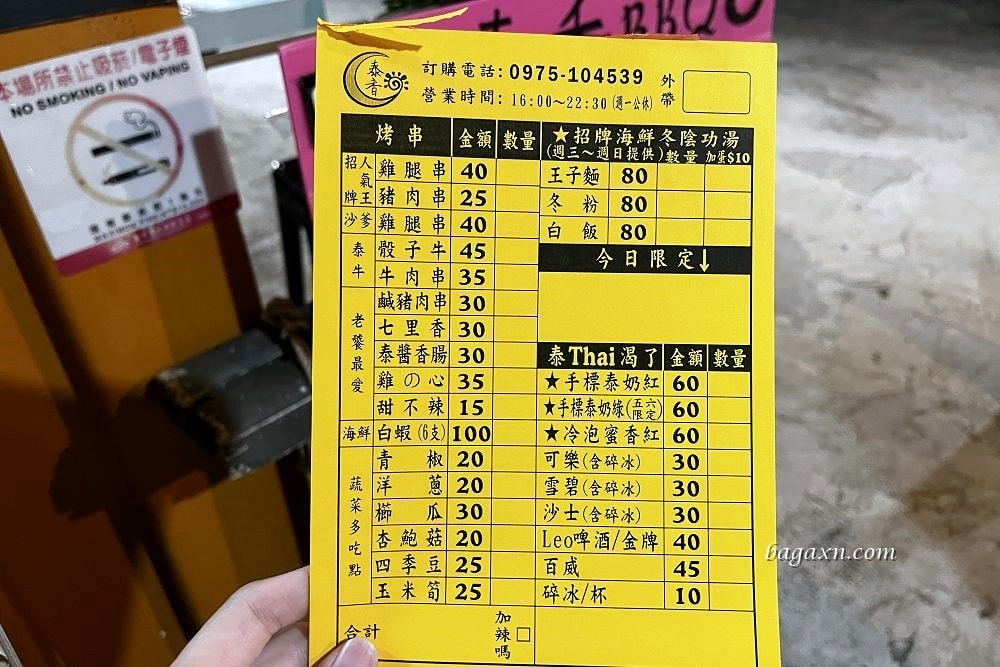 本場所禁止吸菸/電子煙
NO SMOKING / NO VAPING
泰香
訂購電話:0975-104539
營業時間:16:00~22:30(週一公休)
外帶
烤串 金額 數量
招牌人氣王
雞腿串 40
豬肉串 25
沙爹 雞腿串 40
泰牛
骰子牛 45
牛肉串 35
老饕最愛
鹹豬肉串 30
七里香 30
泰醬香腸 30
雞の心 35
甜不辣 15
海鮮 白蝦(6支) 100
蔬菜多吃點
青椒 20
洋蔥 20
櫛瓜 30
杏鮑菇 20
四季豆 25
玉米筍 25
合計
加辣嗎
★招牌海鮮冬陰功湯
(週三~週日提供) 數量 加蛋$10
王子麵 80
冬粉 80
白飯 80
今日限定↓
泰Thai渴了 金額 數量
★手標泰奶紅 60
★手標泰奶綠(五六限定) 60
★冷泡蜜香紅 60
可樂(含碎冰) 30
雪碧(含碎冰) 30
沙士(含碎冰) 30
Leo啤酒/金牌 40
百威 45
碎冰/杯 10
bagaxn.com